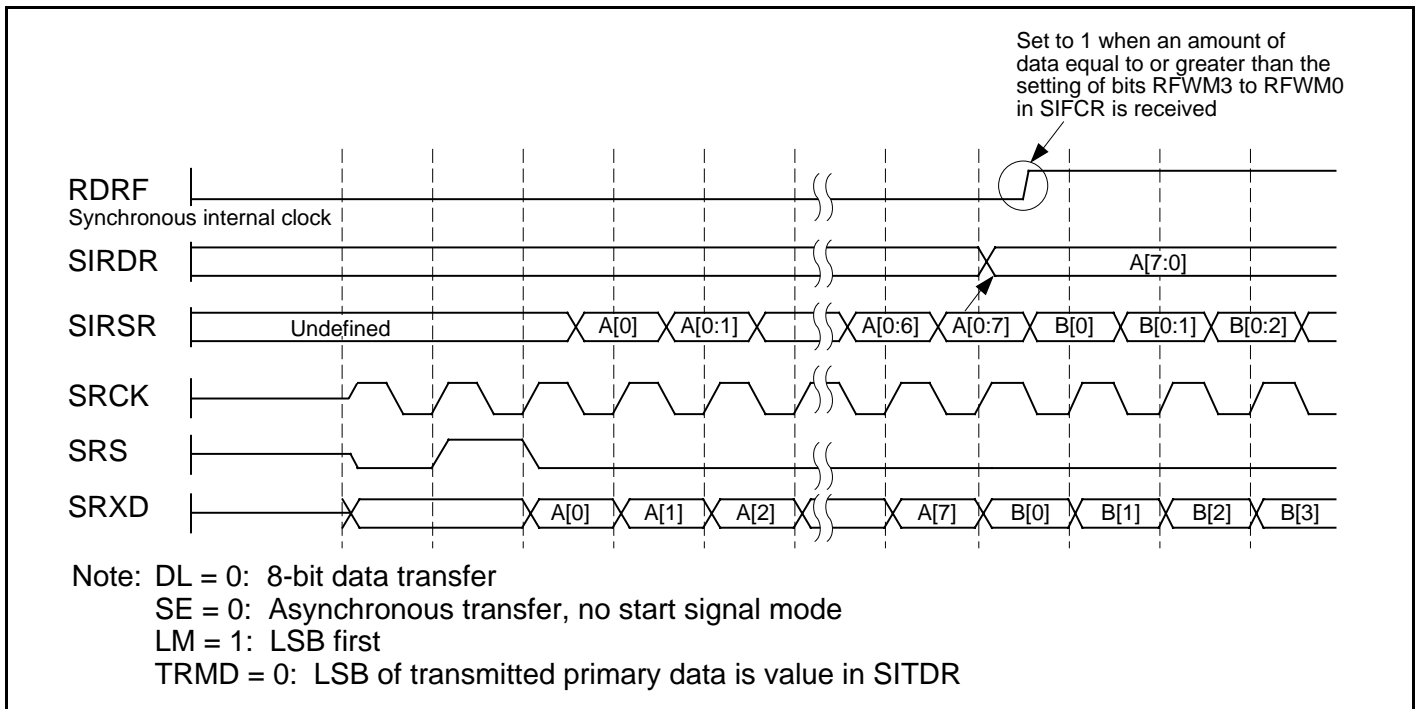 Set to 1 when an amount of
data equal to or greater than the
setting of bits RFWM3 to RFWM0
in SIFCR is received
RDRF
Synchronous internal clock
SIRDR
A[7:0]
SIRSR
Undefined
A[0]
A[0:1]
A[0:6]
A[0:7]
B[0]
B[0:1]
B[0:2]
SRCK
SRS
SRXD
A[0]
A[1]
A[2]
A[7]
B[0]
B[1]
B[2]
B[3]
Note: DL = 0: 8-bit data transfer
SE = 0: Asynchronous transfer, no start signal mode
LM = 1: LSB first
TRMD = 0: LSB of transmitted primary data is value in SITDR